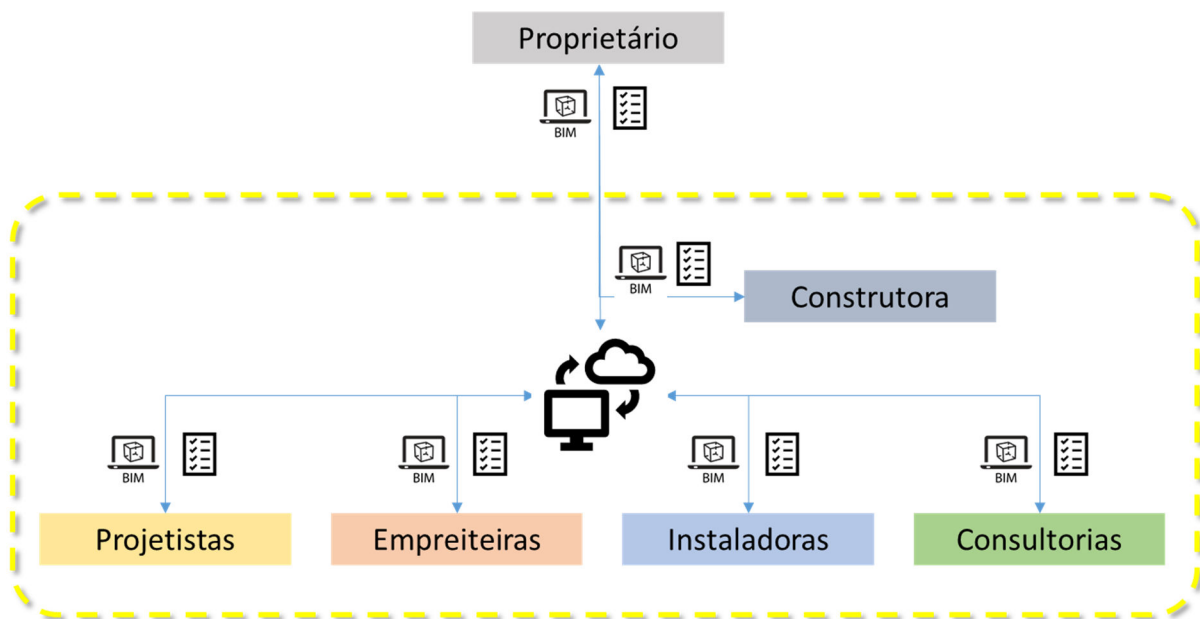 Proprietário
BIM
BIM
Construtora
BIM
BIM
BIM
BIM
Projetistas
Empreiteiras
Instaladoras
Consultorias